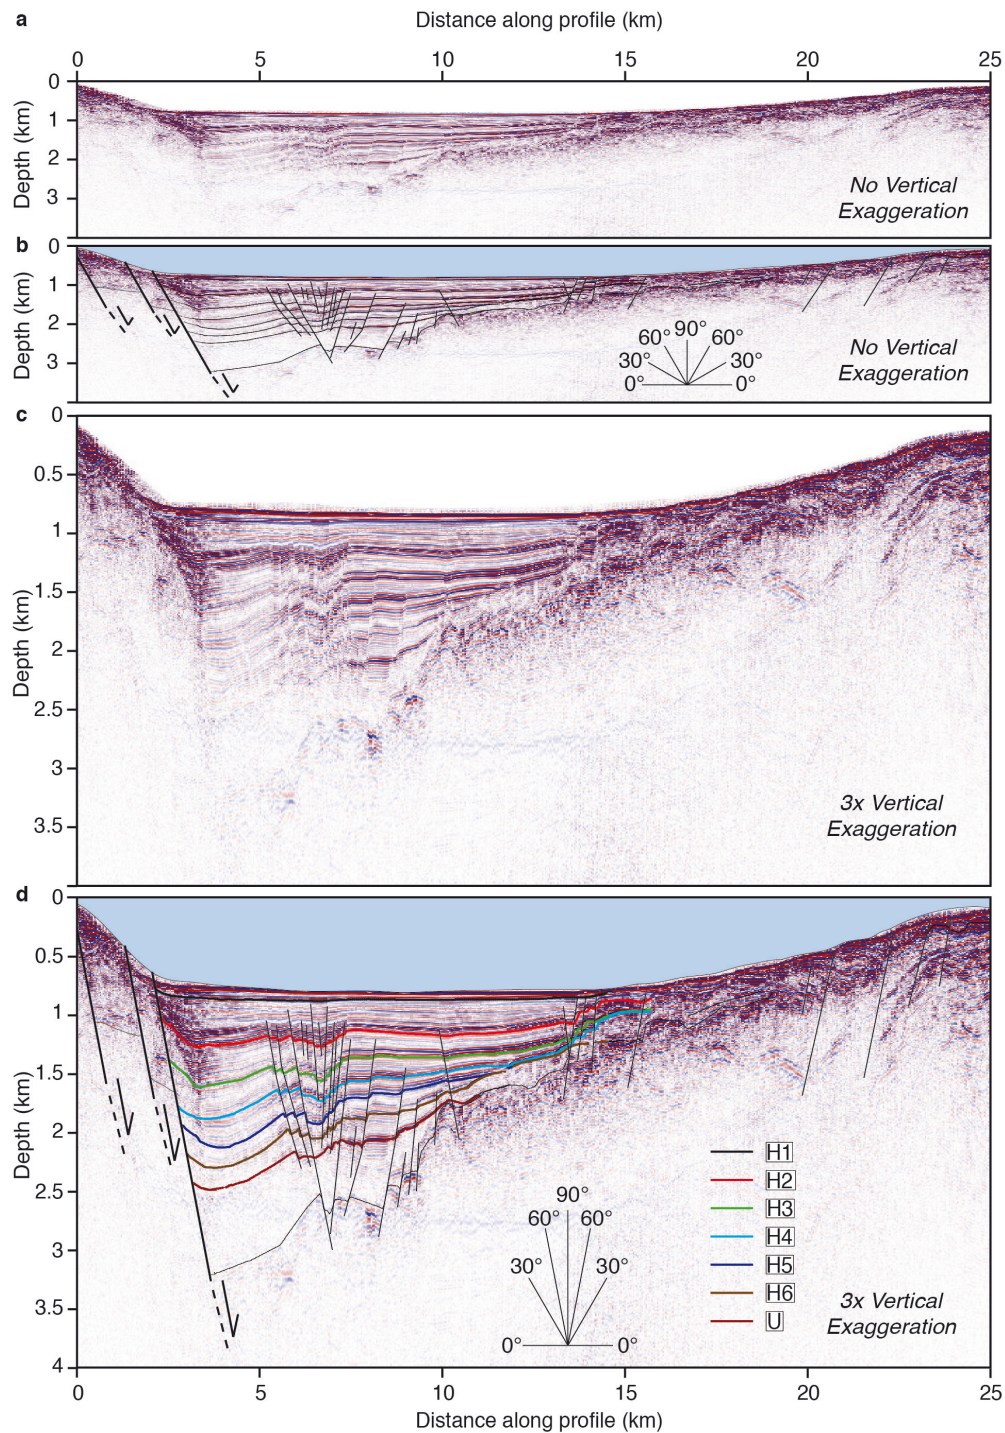 a
Distance along profile (km)
0 5 10 15 20 25
0
1
2
3
Depth (km)
No Vertical
Exaggeration
b
0
1
2
3
Depth (km)
0° 30° 60° 90° 60° 30° 0°
No Vertical
Exaggeration
c
0
0.5
1
1.5
2
2.5
3
3.5
Depth (km)
3x Vertical
Exaggeration
d
0
0.5
1
1.5
2
2.5
3
3.5
4
Depth (km)
0° 30° 60° 90° 60° 30° 0°
H1
H2
H3
H4
H5
H6
U
3x Vertical
Exaggeration
0 5 10 15 20 25
Distance along profile (km)